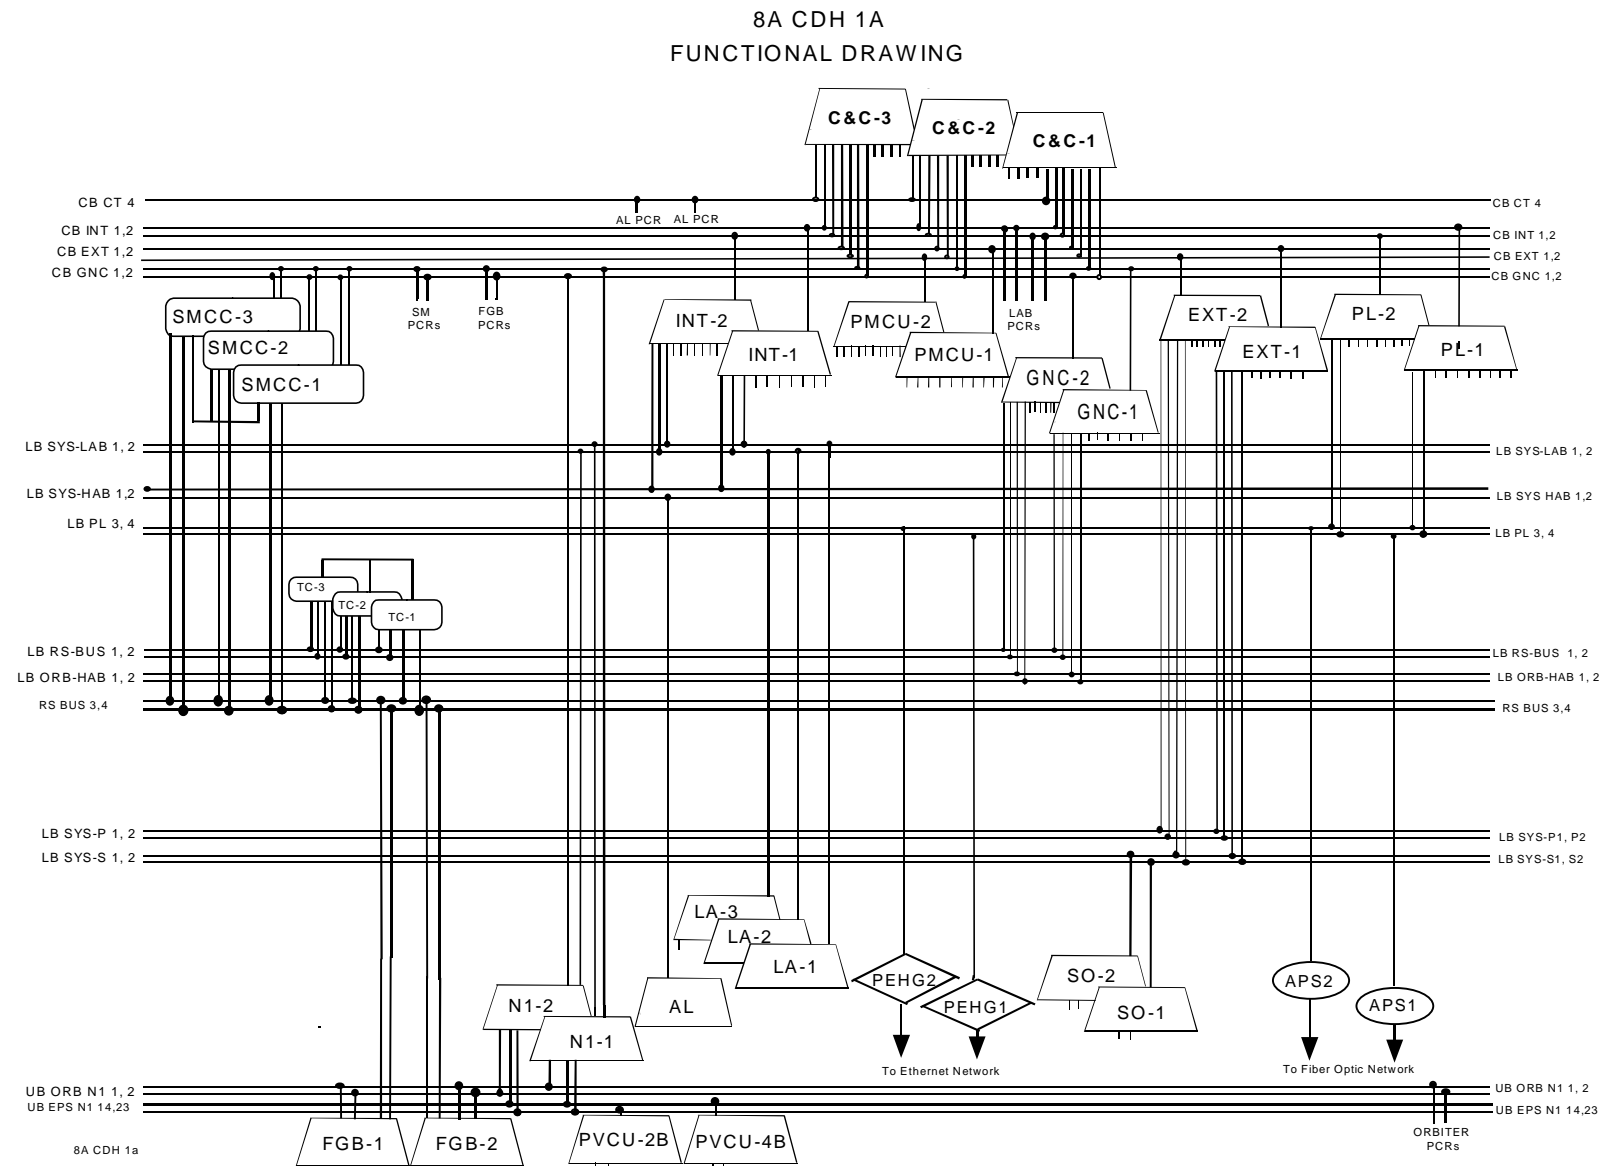 8A CDH 1A
FUNCTIONAL DRAWING
C&C-3
C&C-2
C&C-1
CB CT 4
CB CT 4
AL PCR
AL PCR
CB INT 1,2
CB INT 1,2
CB EXT 1,2
CB EXT 1,2
CB GNC 1,2
CB GNC 1,2
SMCC-3
SMCC-2
SMCC-1
SM
PCRs
FGB
PCRs
INT-2
INT-1
PMCU-2
PMCU-1
LAB
PCRs
GNC-2
GNC-1
EXT-2
EXT-1
PL-2
PL-1
LB SYS-LAB 1, 2
LB SYS-LAB 1, 2
LB SYS-HAB 1,2
LB SYS HAB 1,2
LB PL 3, 4
LB PL 3, 4
TC-3
TC-2
TC-1
LB RS-BUS 1, 2
LB RS-BUS 1, 2
LB ORB-HAB 1, 2
LB ORB-HAB 1, 2
RS BUS 3,4
RS BUS 3,4
LB SYS-P 1, 2
LB SYS-P1, P2
LB SYS-S 1, 2
LB SYS-S1, S2
LA-3
LA-2
LA-1
AL
N1-2
N1-1
PEHG2
PEHG1
SO-2
SO-1
APS2
APS1
To Ethernet Network
To Fiber Optic Network
UB ORB N1 1, 2
UB ORB N1 1, 2
UB EPS N1 14,23
UB EPS N1 14,23
FGB-1
FGB-2
PVCU-2B
PVCU-4B
ORBITER
PCRs
8A CDH 1a